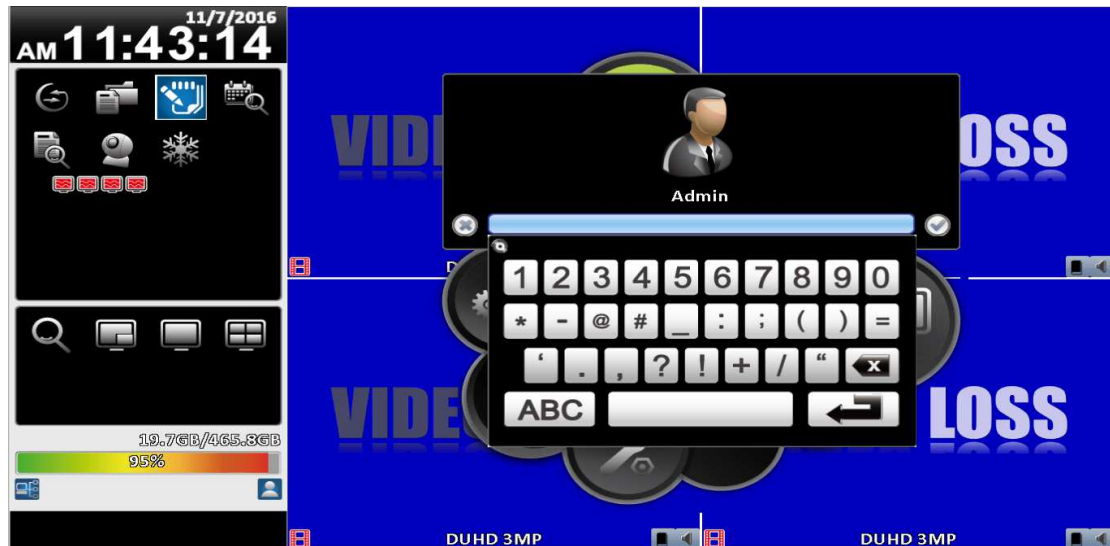 11/7/2016
AM 11:43:14
VID
OSS
Admin
D
1 2 3 4 5 6 7 8 9 0
* - @ # _ : ; ( ) =
‘ . , ? ! + / “ x
ABC
VIDE
LOSS
19.7GB/465.8GB
95%
DUHD 3MP
DUHD 3MP